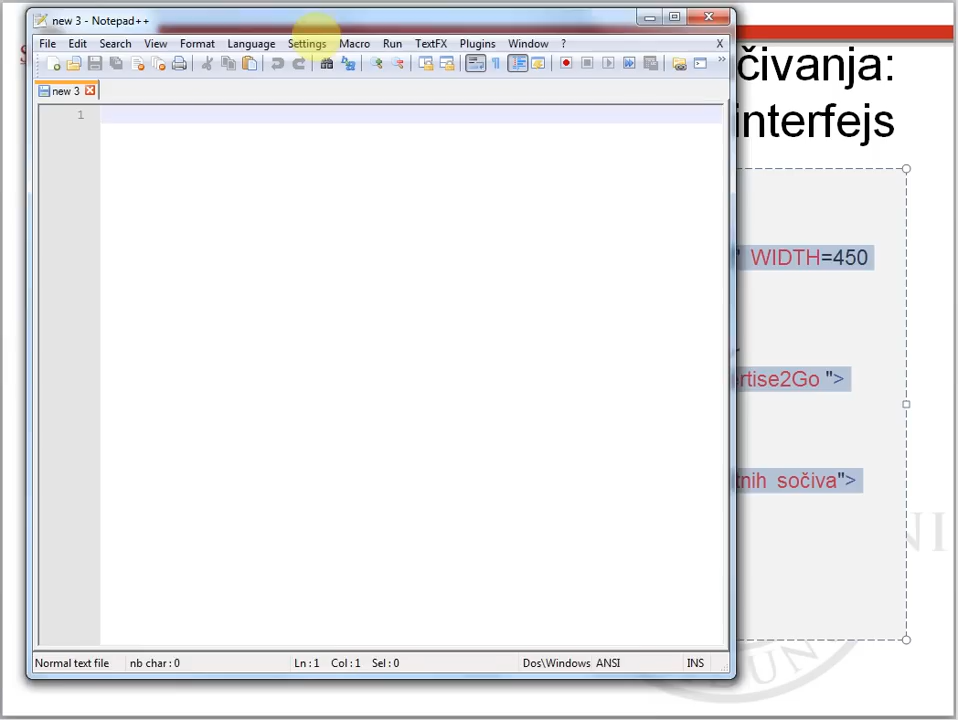 new 3 - Notepad++
File Edit Search View Format Language Settings Macro Run TextFX Plugins Window ? X
new 3
1
čivanja:
interfejs
" WIDTH=450
rtise2Go ">
tnih sočiva">
Normal text file nb char : 0 Ln : 1 Col : 1 Sel : 0 Dos\Windows ANSI INS